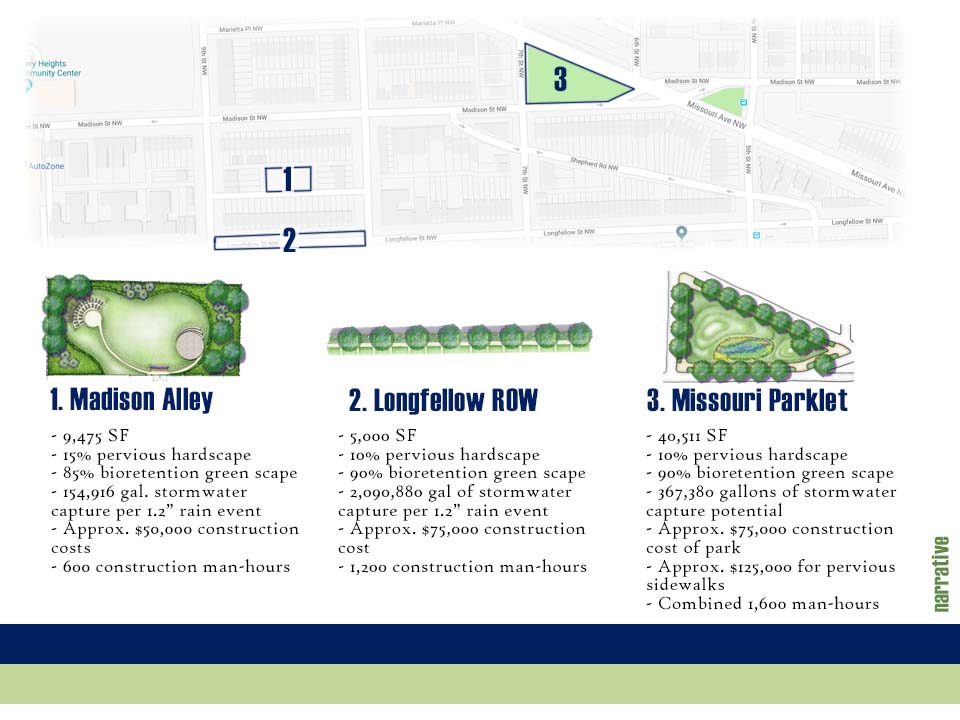 Marietta Pl NW
9th St NW
7th St NW
6th St NW
ery Heights
mmunity Center
3
Madison St NW
Madison St NW
Madison St NW
Missouri Ave NW
Madison St NW
Madison St NW
n St NW
Madison St NW
5th St NW
AutoZone
1
7th St NW
Shepherd Rd NW
Missouri Ave NW
Longfellow St NW
2
Longfellow St NW
Longfellow St NW
1. Madison Alley
- 9,475 SF
- 15% pervious hardscape
- 85% bioretention green scape
- 154,916 gal. stormwater
capture per 1.2” rain event
- Approx. $50,000 construction
costs
- 600 construction man-hours
2. Longfellow ROW
- 5,000 SF
- 10% pervious hardscape
- 90% bioretention green scape
- 2,090,880 gal of stormwater
capture per 1.2” rain event
- Approx. $75,000 construction
cost
- 1,200 construction man-hours
3. Missouri Parklet
- 40,511 SF
- 10% pervious hardscape
- 90% bioretention green scape
- 367,380 gallons of stormwater
capture potential
- Approx. $75,000 construction
cost of park
- Approx. $125,000 for pervious
sidewalks
- Combined 1,600 man-hours
narrative